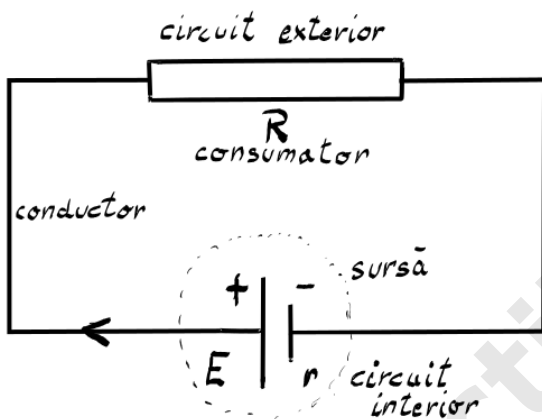 circuit exterior
R
consumator
conductor
sursă
+ -
E r
circuit
interior